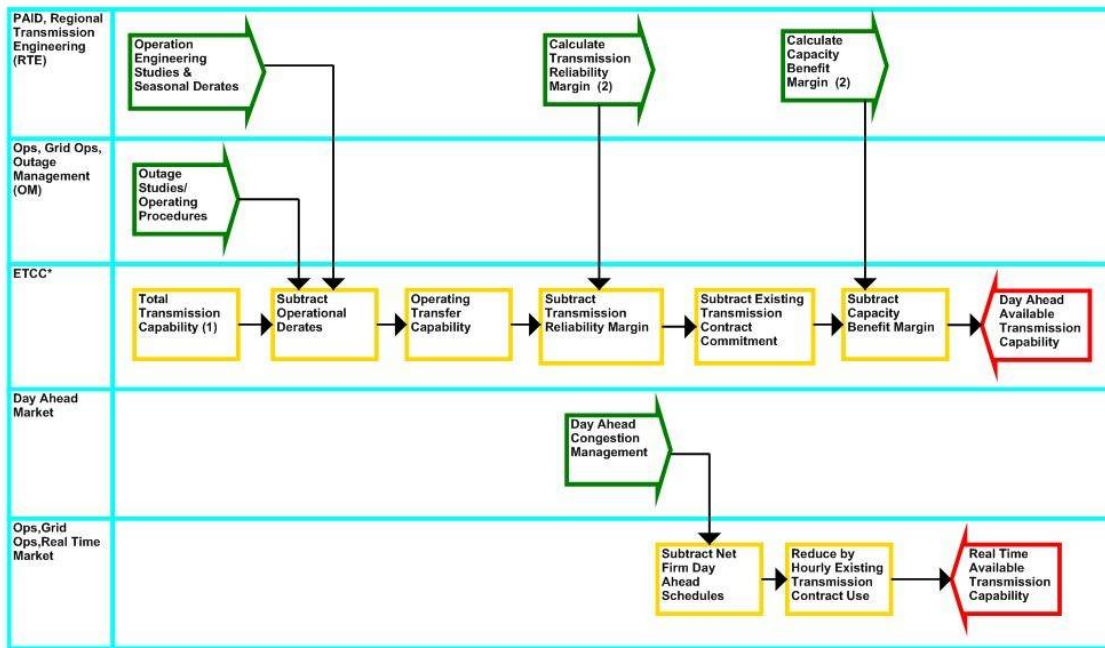 PAID, Regional
Transmission
Engineering
(RTE)
Operation
Engineering
Studies &
Seasonal Derates
Calculate
Transmission
Reliability
Margin (2)
Calculate
Capacity
Benefit
Margin (2)
Ops, Grid Ops,
Outage
Management
(OM)
Outage
Studies/
Operating
Procedures
ETCC*
Total
Transmission
Capability (1)
Subtract
Operational
Derates
Operating
Transfer
Capability
Subtract
Transmission
Reliability Margin
Subtract Existing
Transmission
Contract
Commitment
Subtract
Capacity
Benefit Margin
Day Ahead
Available
Transmission
Capability
Day Ahead
Market
Day Ahead
Congestion
Management
Ops,Grid
Ops,Real Time
Market
Subtract Net
Firm Day
Ahead
Schedules
Reduce by
Hourly Existing
Transmission
Contract Use
Real Time
Available
Transmission
Capability